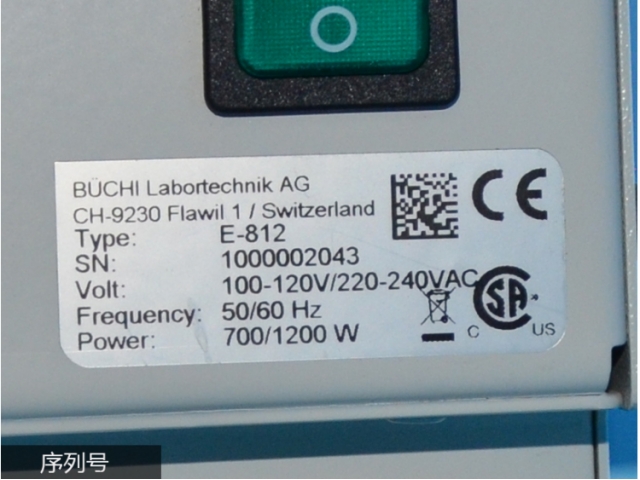 BÜCHI Labortechnik AG
CH-9230 Flawil 1 / Switzerland
Type: E-812
SN: 1000002043
Volt: 100-120V/220-240VAC
Frequency: 50/60 Hz
Power: 700/1200 W
CE
SA
C US
序列号